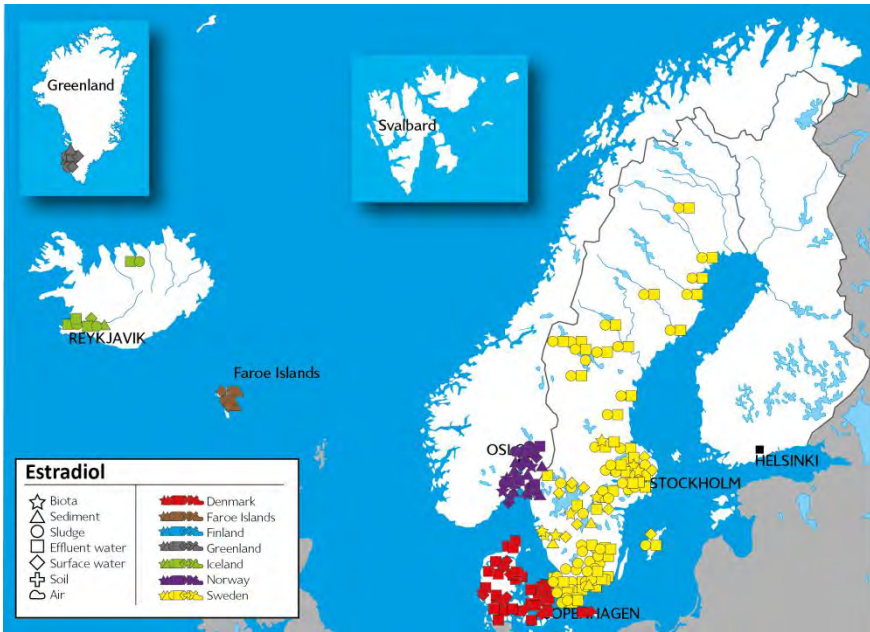 Greenland
Svalbard
REYKJAVIK
Faroe Islands
OSLO
HELSINKI
STOCKHOLM
COPENHAGEN
Estradiol
Biota
Sediment
Sludge
Effluent water
Surface water
Soil
Air
Denmark
Faroe Islands
Finland
Greenland
Iceland
Norway
Sweden